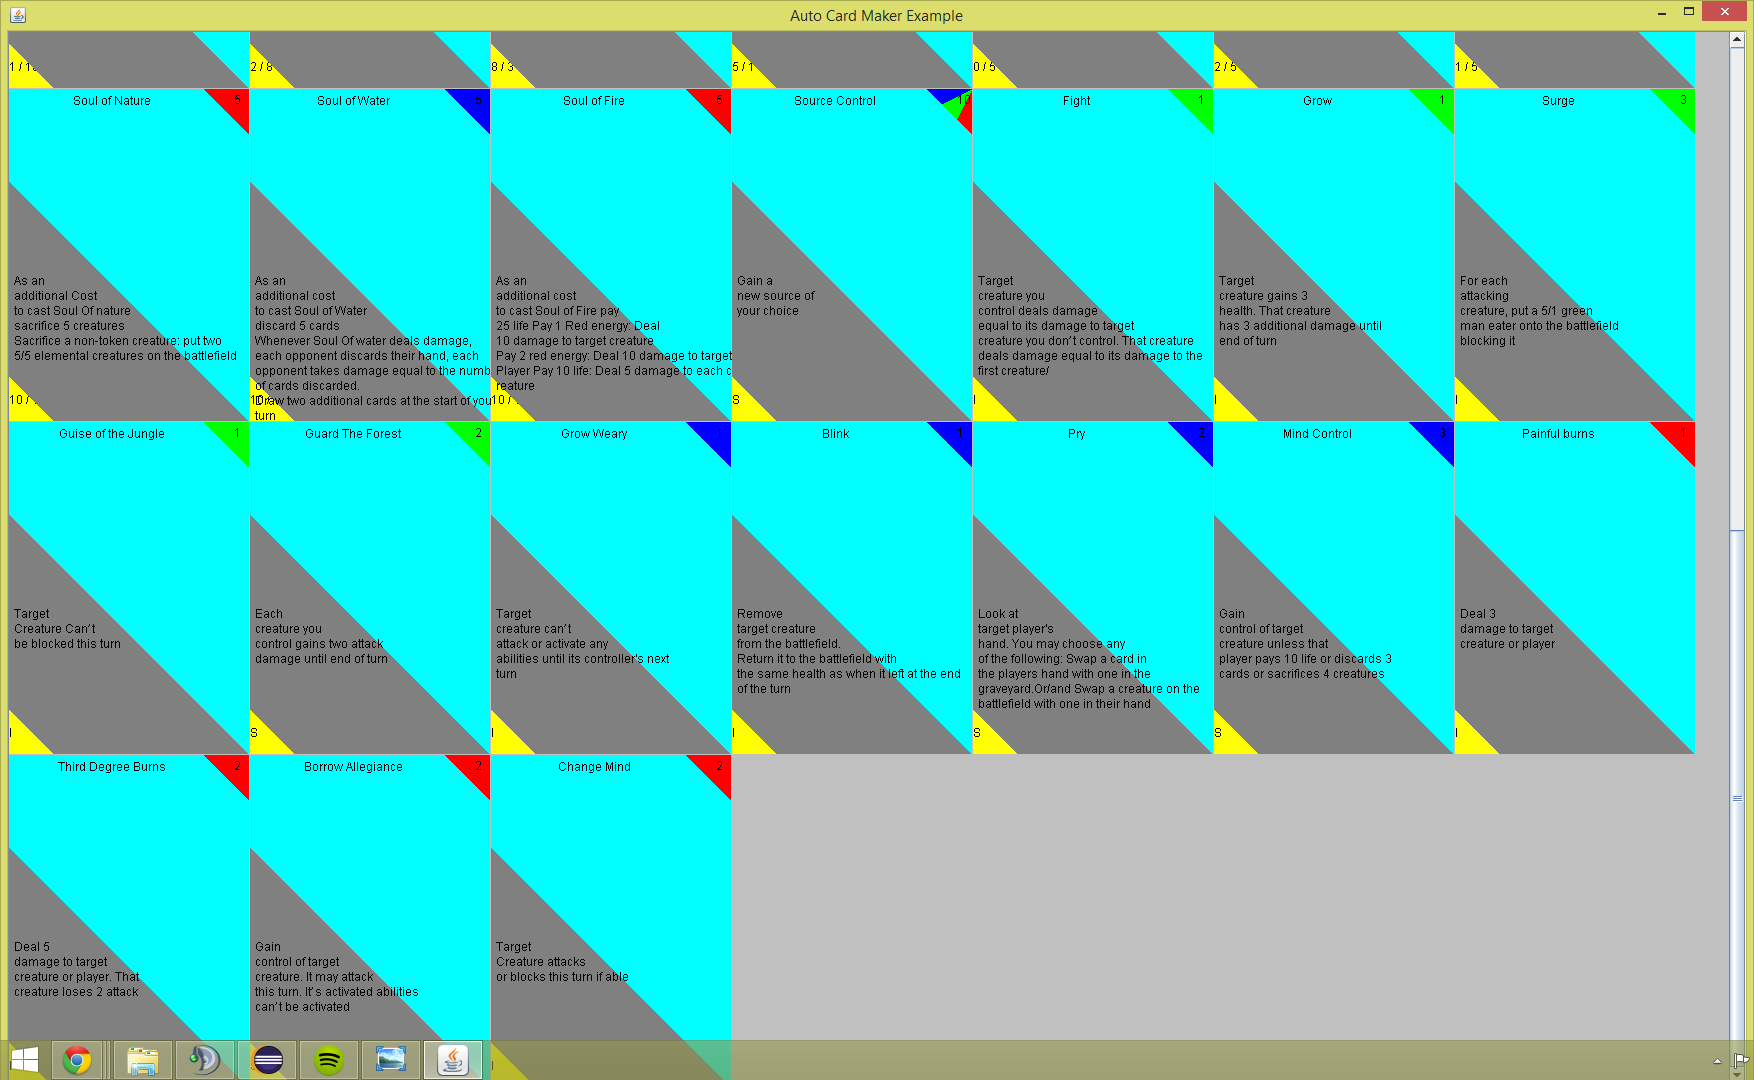 Auto Card Maker Example
1 / 1
2 / 8
8 / 3
5 / 1
0 / 5
2 / 5
1 / 5
Soul of Nature
5
As an
additional Cost
to cast Soul Of nature
sacrifice 5 creatures
Sacrifice a non-token creature: put two
5/5 elemental creatures on the battlefield
10 /
Soul of Water
5
As an
additional cost
to cast Soul of Water
discard 5 cards
Whenever Soul Of water deals damage,
each opponent discards their hand, each
opponent takes damage equal to the numb
of cards discarded.
Draw two additional cards at the start of you
turn
Soul of Fire
5
As an
additional cost
to cast Soul of Fire pay
25 life Pay 1 Red energy: Deal
10 damage to target creature
Pay 2 red energy: Deal 10 damage to target
Player Pay 10 life: Deal 5 damage to each c
reature
10 /
Source Control
10
Gain a
new source of
your choice
S
Fight
1
Target
creature you
control deals damage
equal to its damage to target
creature you don't control. That creature
deals damage equal to its damage to the
first creature/
I
Grow
1
Target
creature gains 3
health. That creature
has 3 additional damage until
end of turn
I
Surge
3
For each
attacking
creature, put a 5/1 green
man eater onto the battlefield
blocking it
I
Guise of the Jungle
1
Target
Creature Can't
be blocked this turn
I
Guard The Forest
2
Each
creature you
control gains two attack
damage until end of turn
S
Grow Weary
1
Target
creature can't
attack or activate any
abilities until its controller's next
turn
I
Blink
1
Remove
target creature
from the battlefield.
Return it to the battlefield with
the same health as when it left at the end
of the turn
I
Pry
2
Look at
target player's
hand. You may choose any
of the following: Swap a card in
the players hand with one in the
graveyard.Or/and Swap a creature on the
battlefield with one in their hand
S
Mind Control
3
Gain
control of target
creature unless that
player pays 10 life or discards 3
cards or sacrifices 4 creatures
S
Painful burns
1
Deal 3
damage to target
creature or player
I
Third Degree Burns
2
Deal 5
damage to target
creature or player. That
creature loses 2 attack
Borrow Allegiance
2
Gain
control of target
creature. It may attack
this turn. It's activated abilities
can't be activated
Change Mind
2
Target
Creature attacks
or blocks this turn if able
I